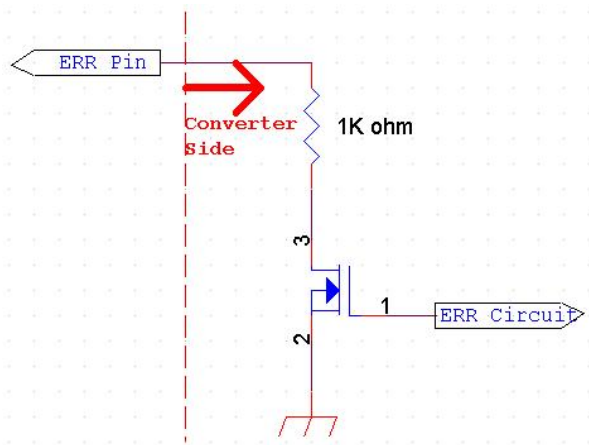 ERR Pin
Converter
Side
1K ohm
3
1
ERR Circuit
2